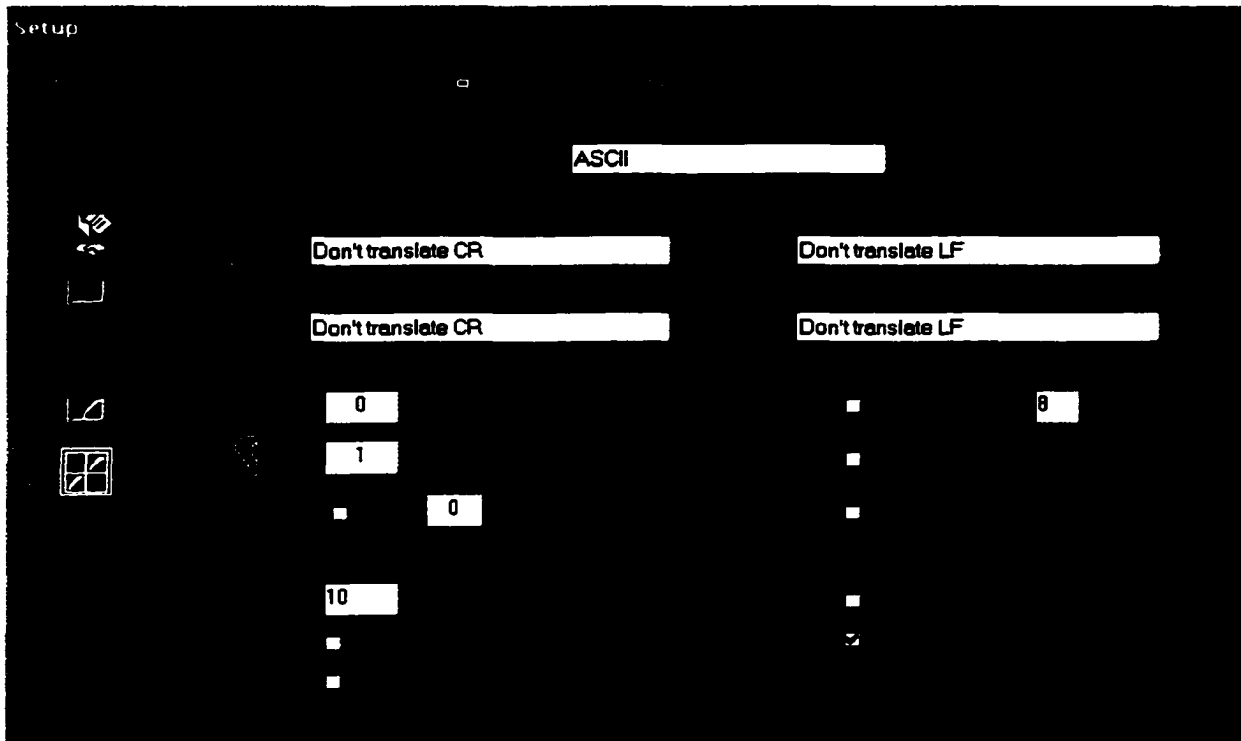 Setup
ASCII
Don't translate CR Don't translate LF
Don't translate CR Don't translate LF
0 8
1
0
10